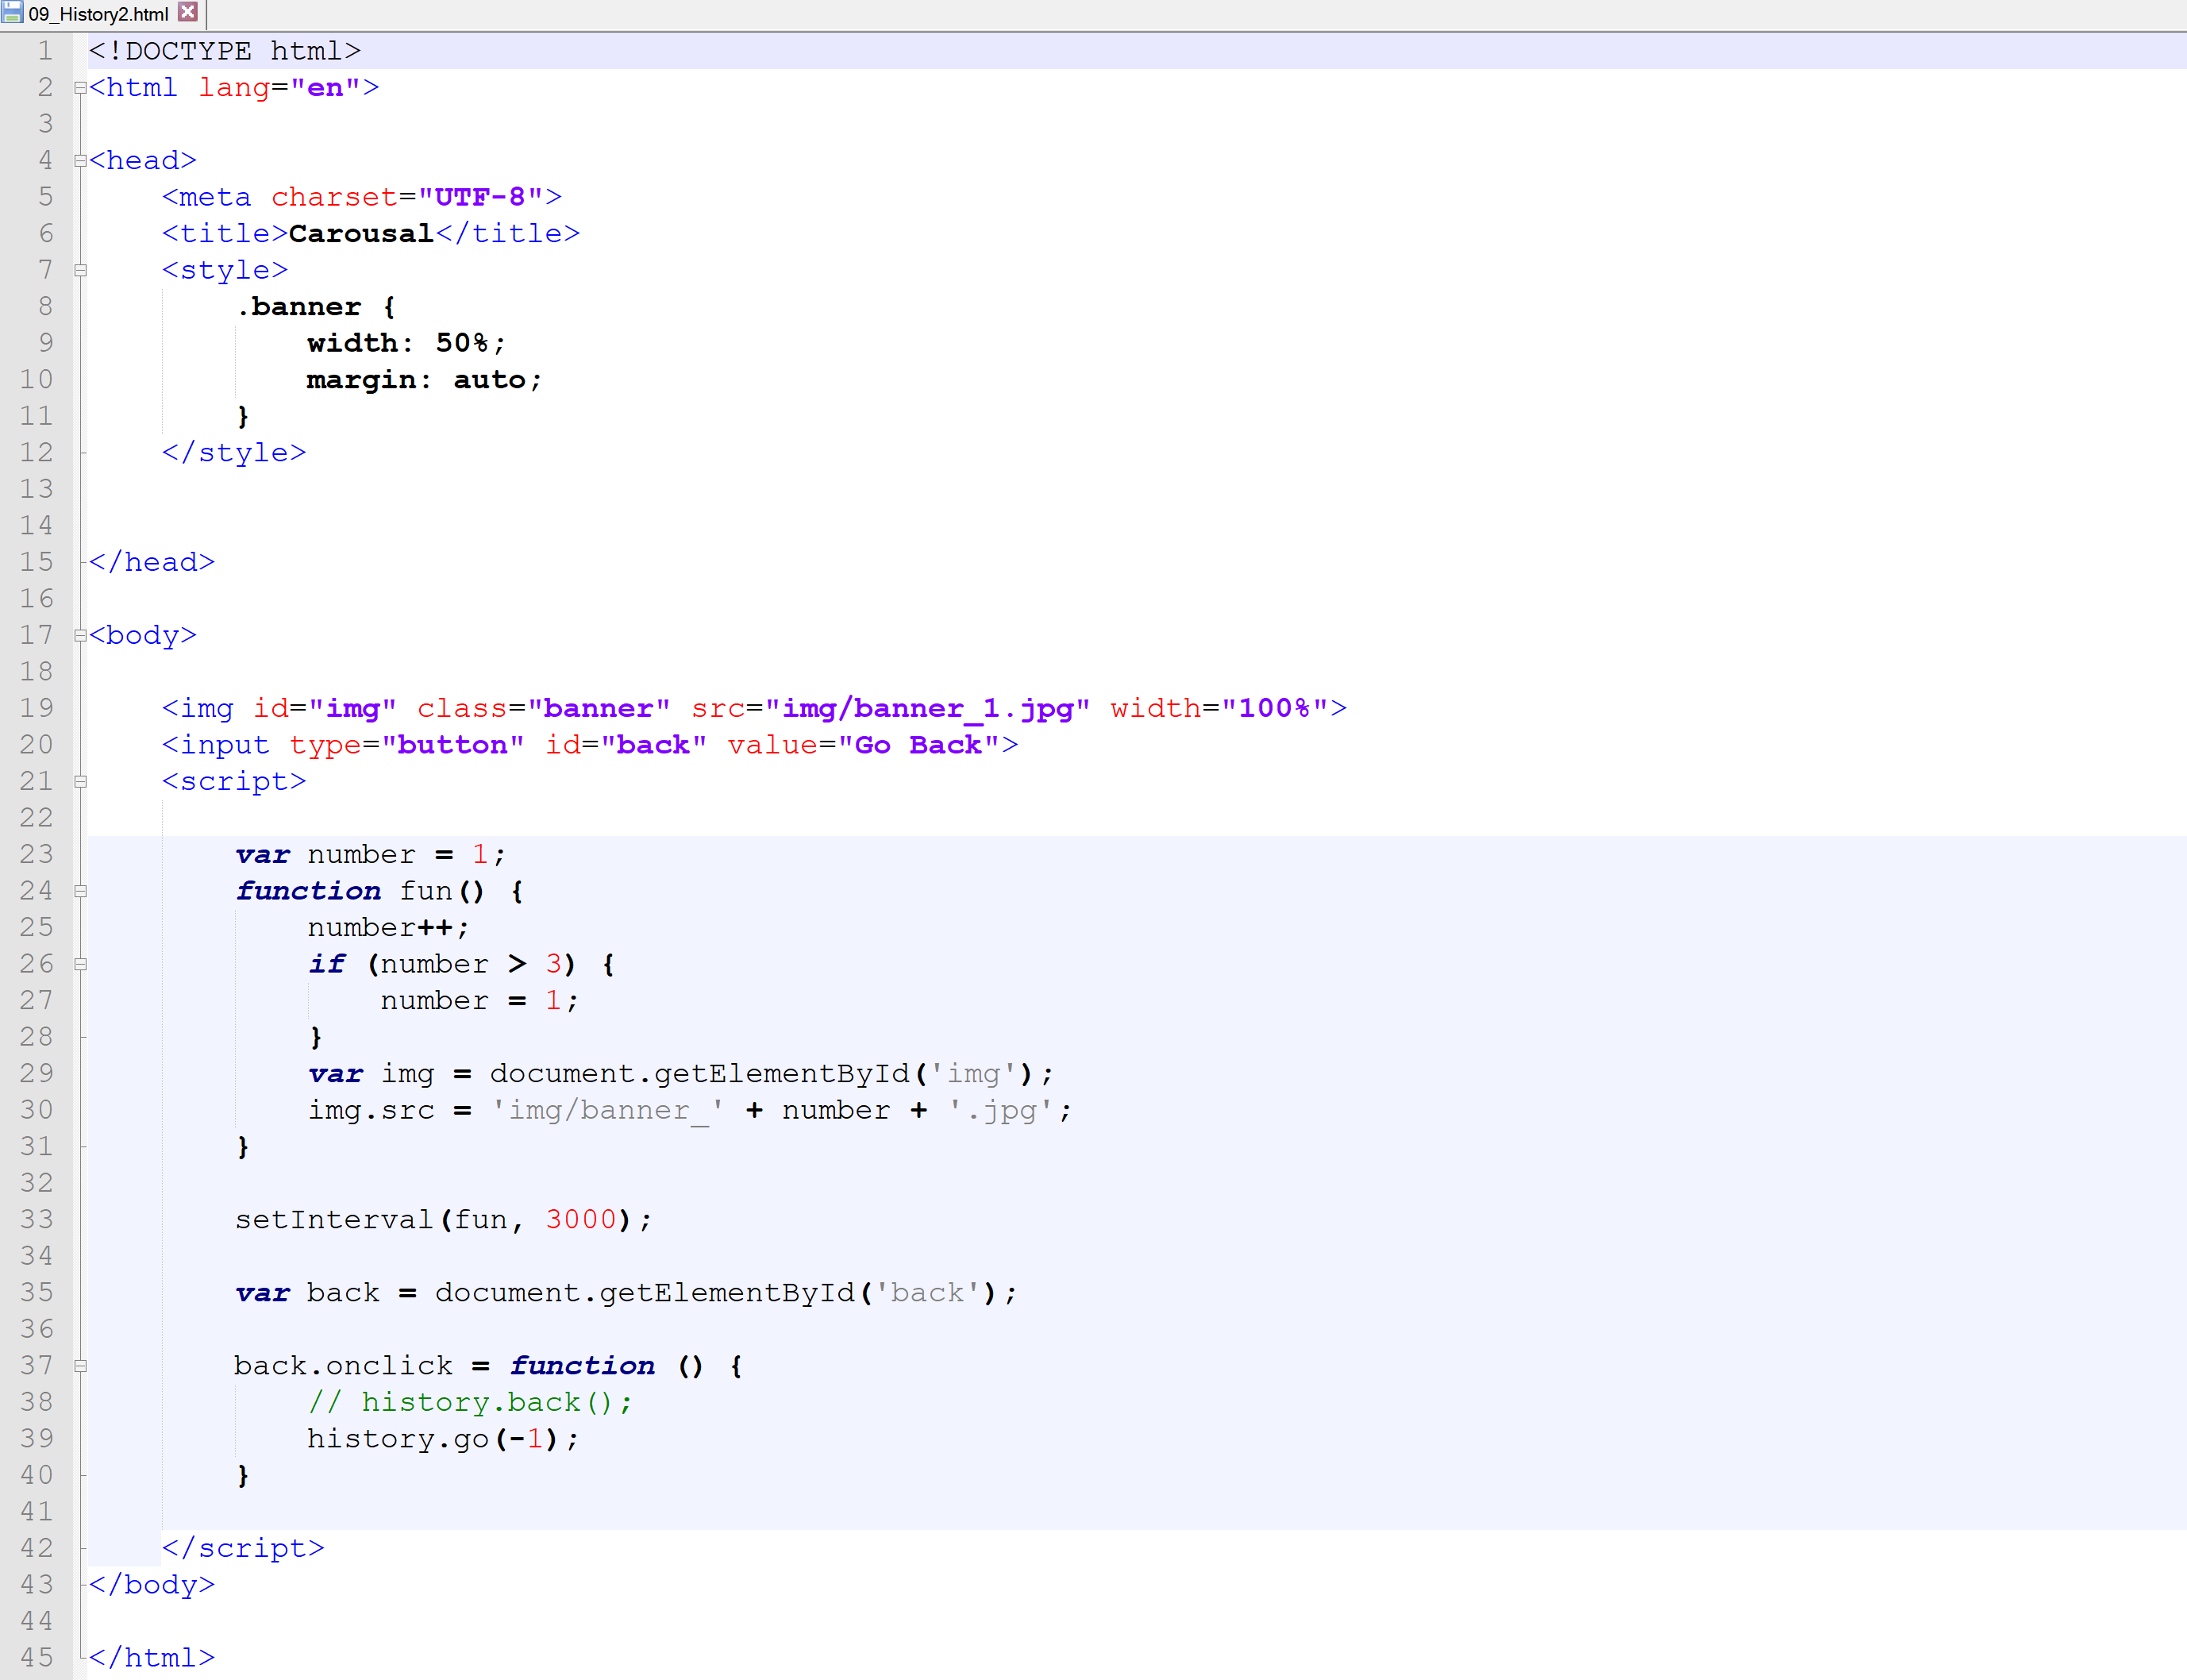 09_History2.html
1 <!DOCTYPE html>
2 <html lang="en">
3
4 <head>
5     <meta charset="UTF-8">
6     <title>Carousal</title>
7     <style>
8         .banner {
9             width: 50%;
10             margin: auto;
11         }
12     </style>
13
14
15 </head>
16
17 <body>
18
19     <img id="img" class="banner" src="img/banner_1.jpg" width="100%">
20     <input type="button" id="back" value="Go Back">
21     <script>
22
23         var number = 1;
24         function fun() {
25             number++;
26             if (number > 3) {
27                 number = 1;
28             }
29             var img = document.getElementById('img');
30             img.src = 'img/banner_' + number + '.jpg';
31         }
32
33         setInterval(fun, 3000);
34
35         var back = document.getElementById('back');
36
37         back.onclick = function () {
38             // history.back();
39             history.go(-1);
40         }
41
42     </script>
43 </body>
44
45 </html>